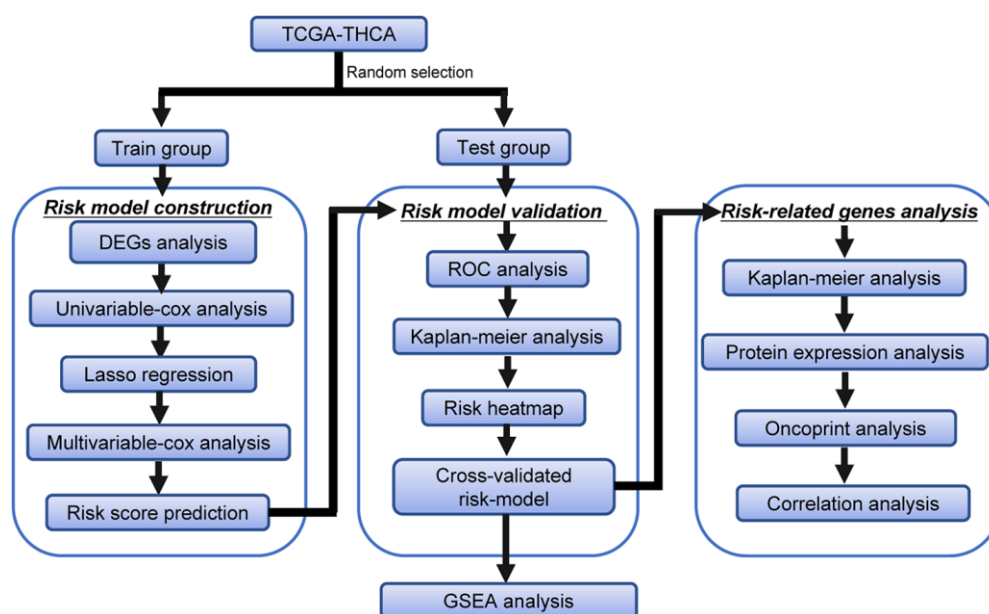 TCGA-THCA
Random selection
Train group
Test group
Risk model construction
DEGs analysis
Univariable-cox analysis
Lasso regression
Multivariable-cox analysis
Risk score prediction
Risk model validation
ROC analysis
Kaplan-meier analysis
Risk heatmap
Cross-validated
risk-model
GSEA analysis
Risk-related genes analysis
Kaplan-meier analysis
Protein expression analysis
Oncoprint analysis
Correlation analysis